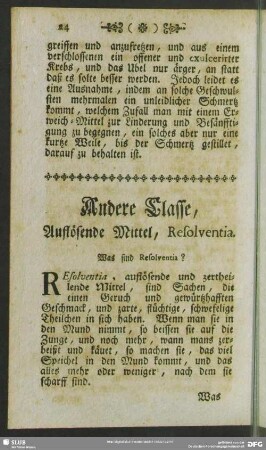 24
greiffen und anzufretzen, und aus einem
verschlossenen ein offener und exulcerirter
Krebs, und das Ubel nur ärger, an statt
daß es solte besser werden. Jedoch leidet es
eine Ausnahme, indem an solche Geschwul-
sten mehrmalen ein unleidlicher Schmertz
kommt, welchem Zufall man mit einem Er-
weich-Mittel zur Linderung und Besänffti-
gung zu begegnen, ein solches aber nur eine
kurtze Weile, bis der Schmertz gestillet,
darauf zu behalten ist.
Andere Classe,
Auflösende Mittel, Resolventia.
Was sind Resolventia?
REsolventia, auflösende und zerthei-
lende Mittel, sind Sachen, die
einen Geruch und gewürtzhafften
Geschmack, und zarte, flüchtige, schwefelige
Theilchen in sich haben. Wenn man sie in
den Mund nimmt, so beissen sie auf die
Zunge, und noch mehr, wann mans zer-
beißt und käuet, so machen sie, das viel
Speichel in den Mund kommt, und das
alles mehr oder weniger, nach dem sie
scharff sind.
Was
SLUB